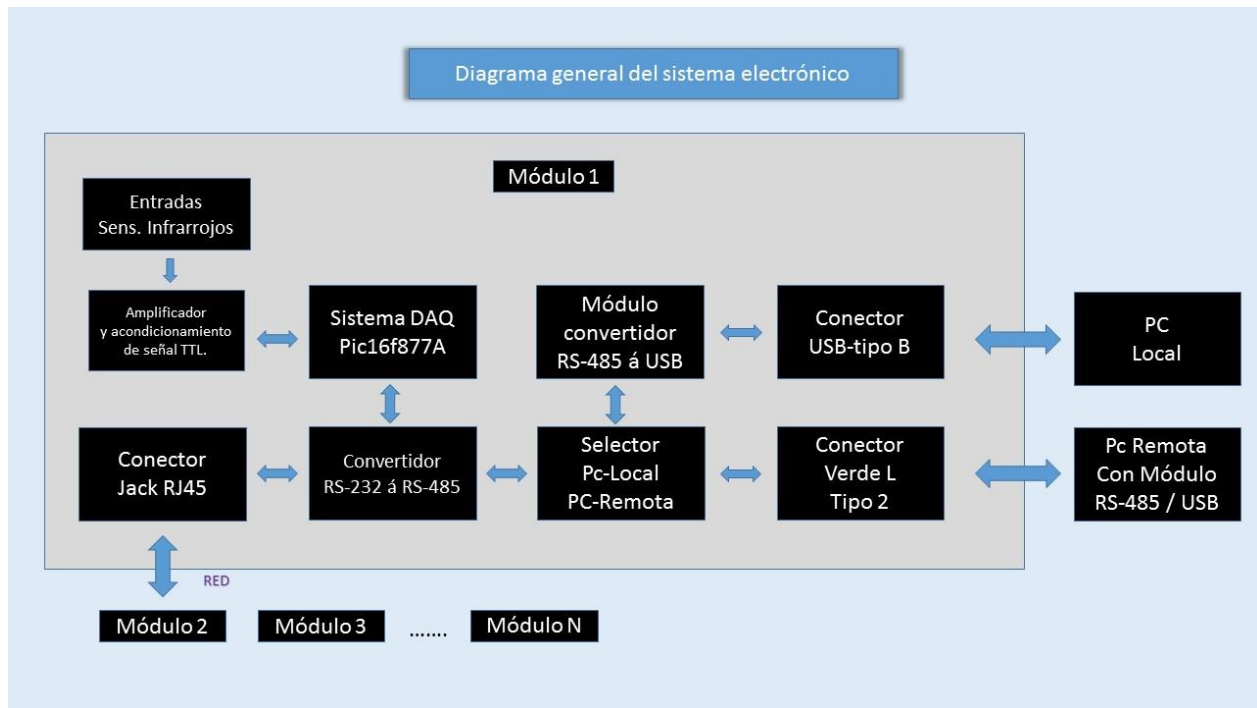 Diagrama general del sistema electrónico
Módulo 1
Entradas
Sens. Infrarrojos
Amplificador
y acondicionamiento
de señal TTL.
Sistema DAQ
Pic16f877A
Módulo
convertidor
RS-485 á USB
Conector
USB-tipo B
PC
Local
Conector
Jack RJ45
Convertidor
RS-232 á RS-485
Selector
Pc-Local
PC-Remota
Conector
Verde L
Tipo 2
Pc Remota
Con Módulo
RS-485 / USB
RED
Módulo 2
Módulo 3
.......
Módulo N